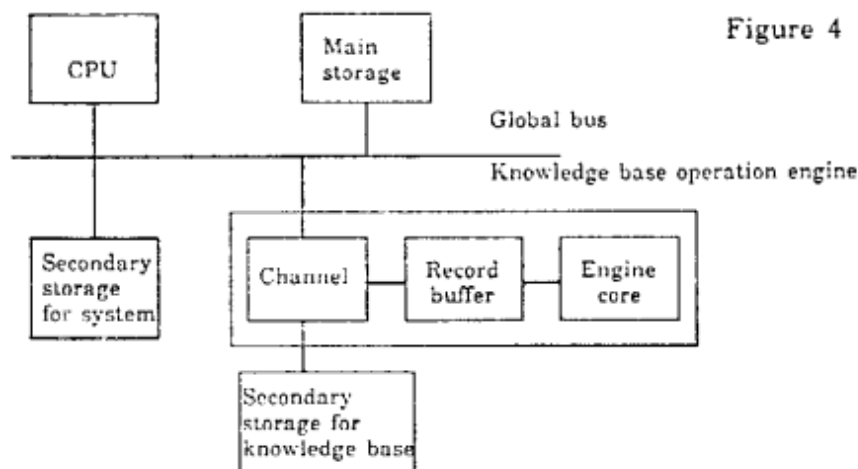 Figure 4
CPU
Main
storage
Global bus
Knowledge base operation engine
Secondary
storage
for system
Channel
Record
buffer
Engine
core
Secondary
storage for
knowledge base